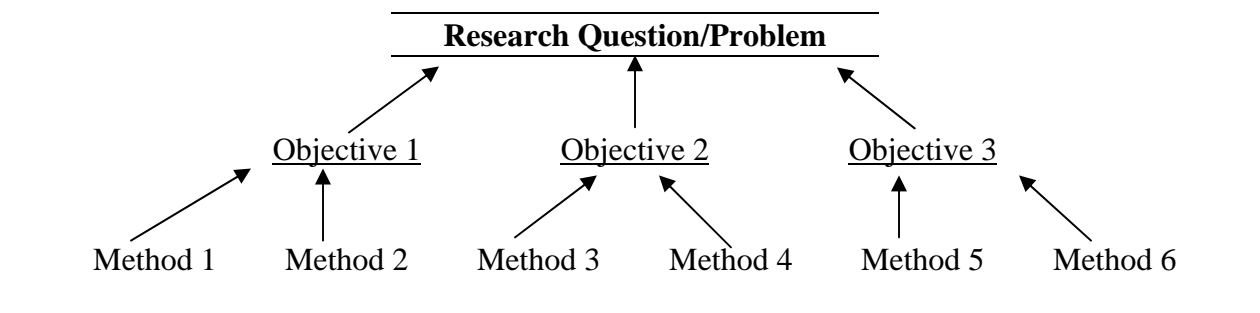 Research Question/Problem
Objective 1 Objective 2 Objective 3
Method 1 Method 2 Method 3 Method 4 Method 5 Method 6